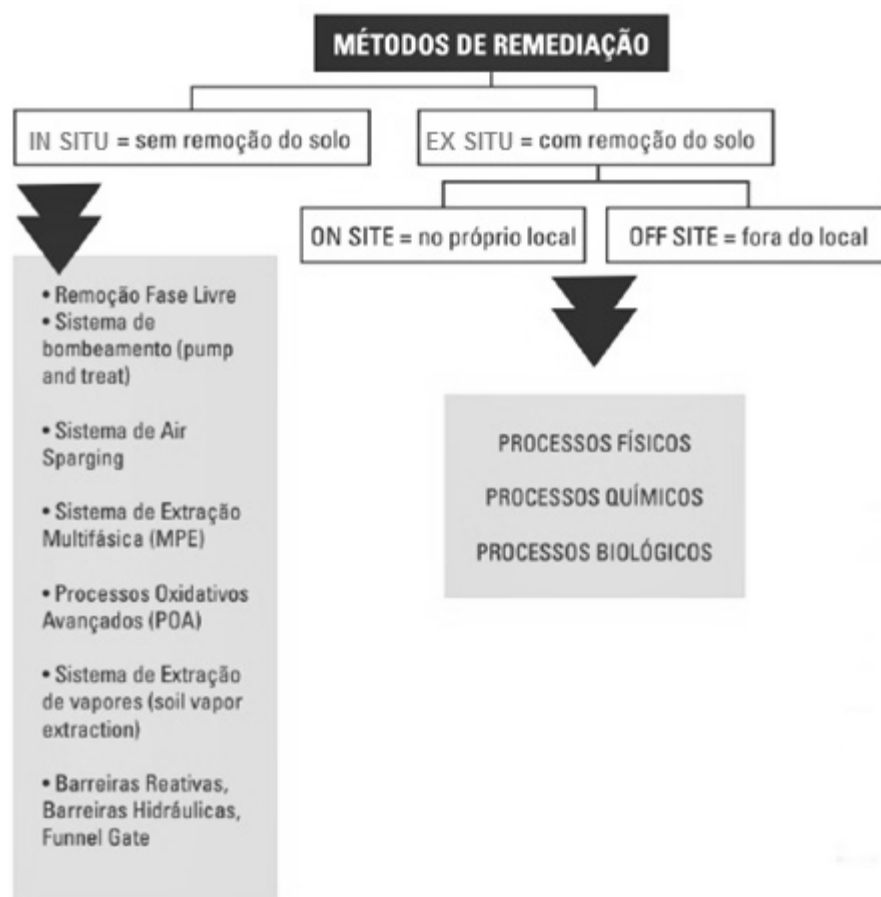 MÉTODOS DE REMEDIAÇÃO
IN SITU = sem remoção do solo
EX SITU = com remoção do solo
ON SITE = no próprio local
OFF SITE = fora do local
• Remoção Fase Livre
• Sistema de
bombeamento (pump
and treat)
• Sistema de Air
Sparging
• Sistema de Extração
Multifásica (MPE)
• Processos Oxidativos
Avançados (POA)
• Sistema de Extração
de vapores (soil vapor
extraction)
• Barreiras Reativas,
Barreiras Hidráulicas,
Funnel Gate
PROCESSOS FÍSICOS
PROCESSOS QUÍMICOS
PROCESSOS BIOLÓGICOS